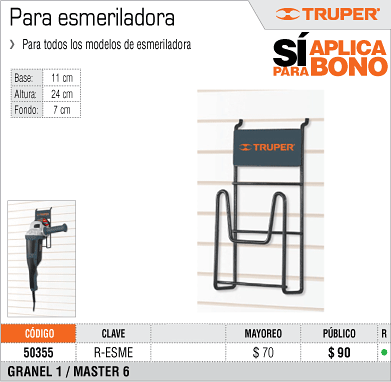 Para esmeriladora
TRUPER
❯ Para todos los modelos de esmeriladora
SÍ APLICA
PARA BONO
Base: 11 cm
Altura: 24 cm
Fondo: 7 cm
TRUPER
CÓDIGO CLAVE MAYOREO PÚBLICO R
50355 R-ESME $ 70 $ 90
GRANEL 1 / MASTER 6